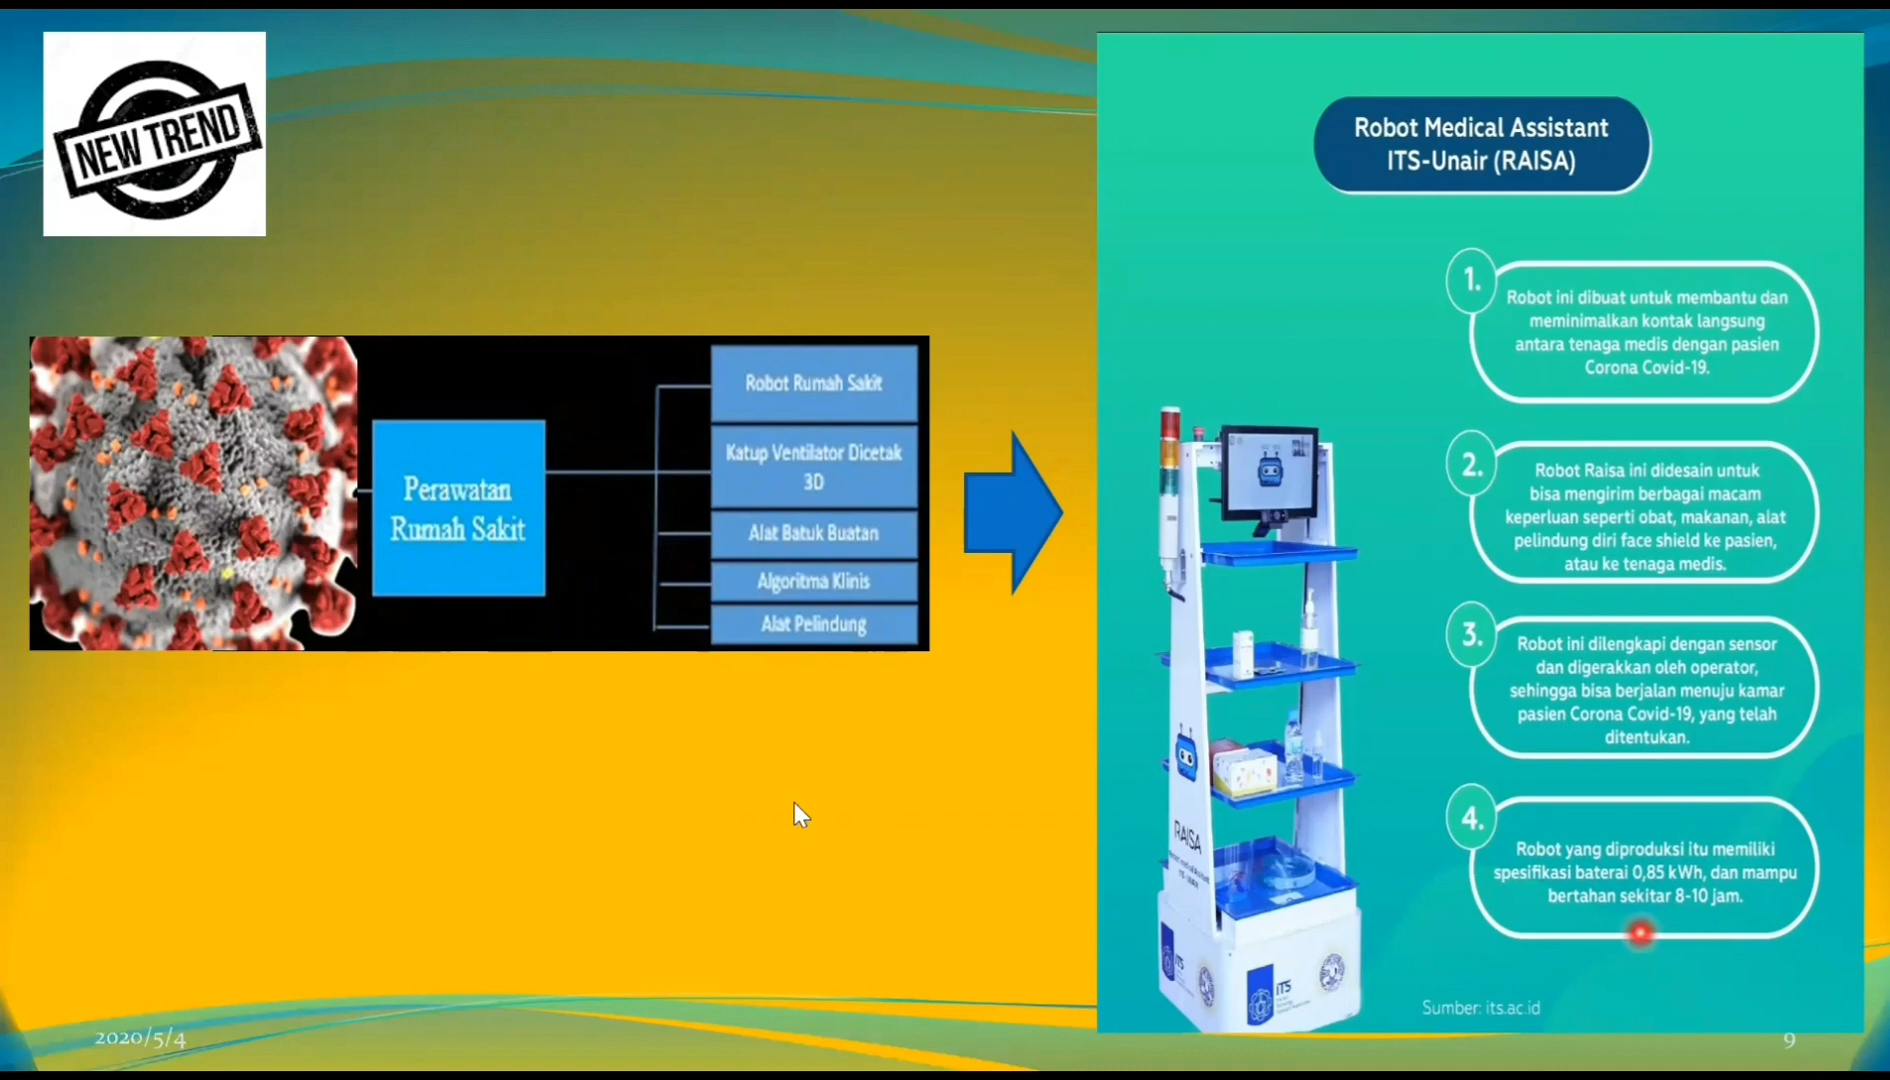 NEW TREND
Perawatan
Rumah Sakit
Robot Rumah Sakit
Katup Ventilator Dicetak
3D
Alat Batuk Buatan
Algoritma Klinis
Alat Pelindung
Robot Medical Assistant
ITS-Unair (RAISA)
1.
Robot ini dibuat untuk membantu dan
meminimalkan kontak langsung
antara tenaga medis dengan pasien
Corona Covid-19.
2.
Robot Raisa ini didesain untuk
bisa mengirim berbagai macam
keperluan seperti obat, makanan, alat
pelindung diri face shield ke pasien,
atau ke tenaga medis.
3.
Robot ini dilengkapi dengan sensor
dan digerakkan oleh operator,
sehingga bisa berjalan menuju kamar
pasien Corona Covid-19, yang telah
ditentukan.
4.
Robot yang diproduksi itu memiliki
spesifikasi baterai 0,85 kWh, dan mampu
bertahan sekitar 8-10 jam.
RAISA
ITS
ITS
Sumber: its.ac.id
2020/5/4
9